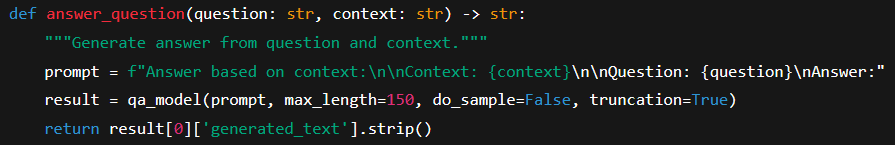 def answer_question(question: str, context: str) -> str:
    """Generate answer from question and context."""
    prompt = f"Answer based on context:\n\nContext: {context}\n\nQuestion: {question}\nAnswer:"
    result = qa_model(prompt, max_length=150, do_sample=False, truncation=True)
    return result[0]['generated_text'].strip()